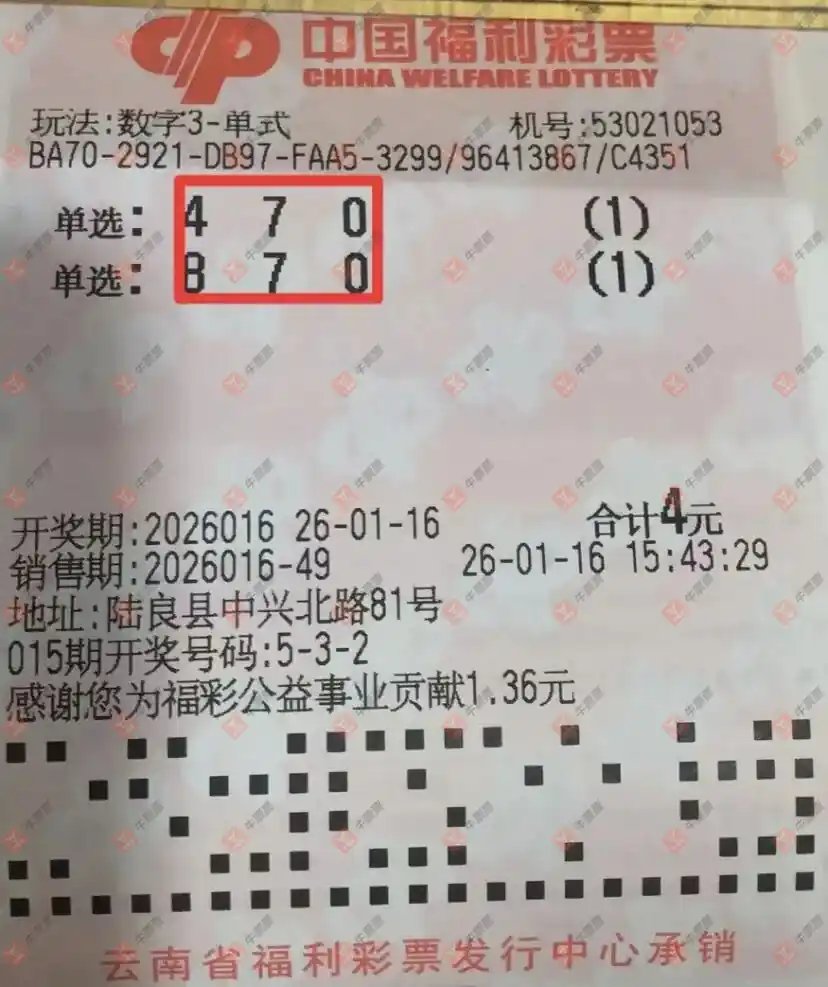 中国福利彩票
CHINA WELFARE LOTTERY
玩法:数字3-单式 机号:53021053
BA70-2921-DB97-FAA5-3299/96413867/C4351
单选: 4 7 0 (1)
单选: 8 7 0 (1)
开奖期:2026016 26-01-16 合计4元
销售期:2026016-49 26-01-16 15:43:29
地址:陆良县中兴北路81号
015期开奖号码:5-3-2
感谢您为福彩公益事业贡献1.36元
云南省福利彩票发行中心承销